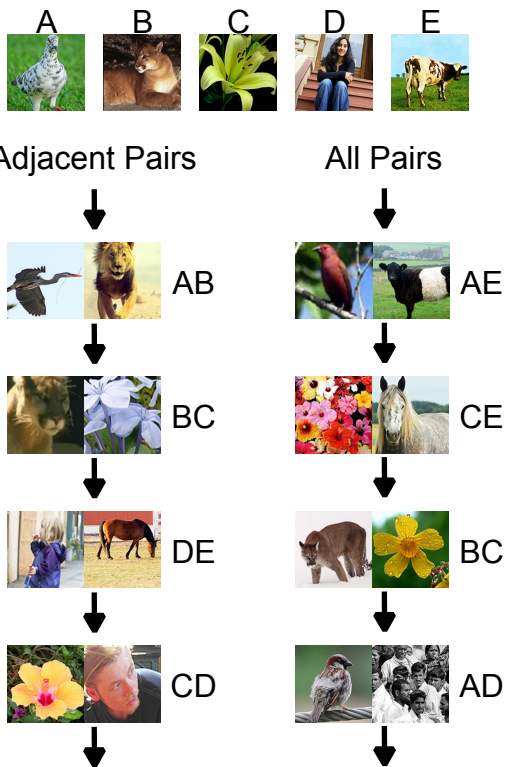 A B C D E
Adjacent Pairs
All Pairs
AB
AE
BC
CE
DE
BC
CD
AD